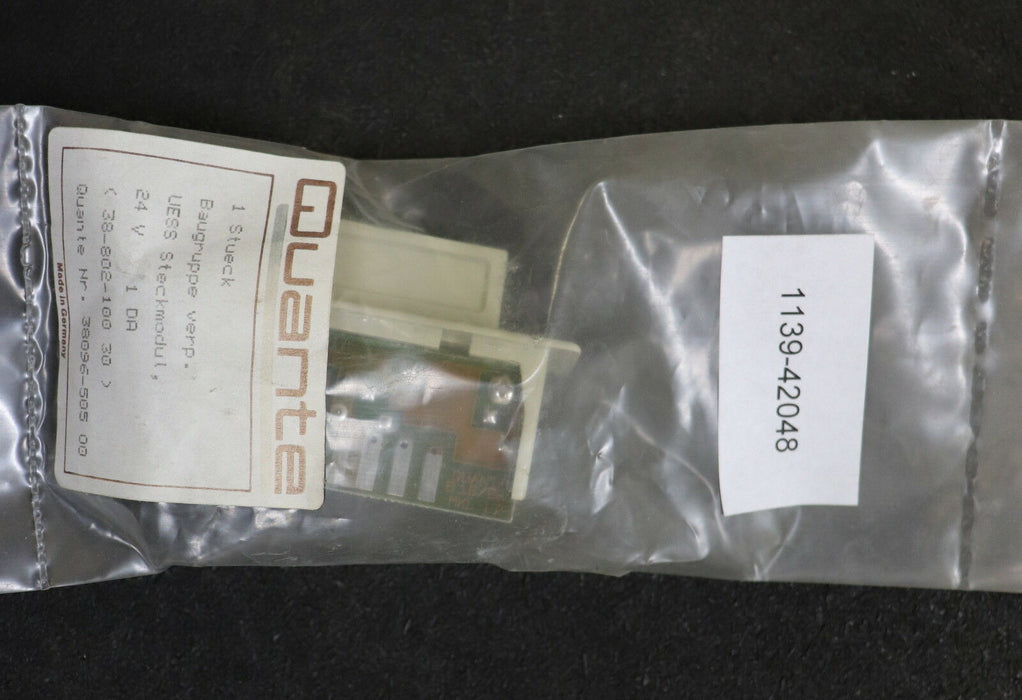 Quante
1 Stueck
Baugruppe verp.
UESS Steckmodul,
24 V 1 DA
( 38-802-100 30 )
Quante Nr. 38096-505 00
Made in Germany
1139-42048